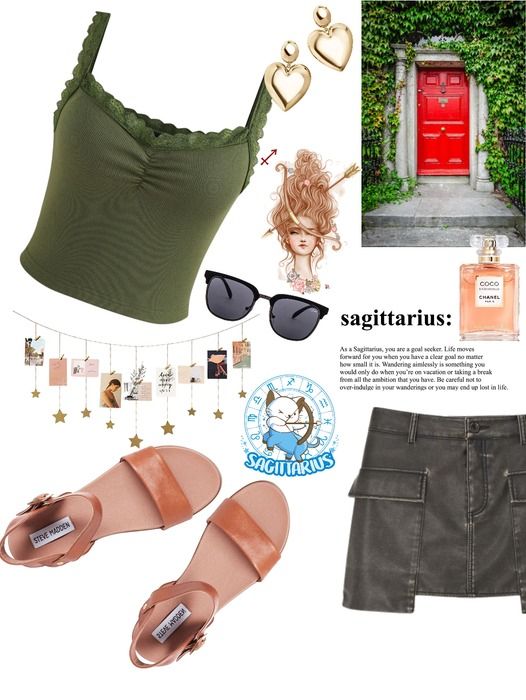 COCO
MADEMOISELLE
CHANEL
PARIS
sagittarius:
As a Sagittarius, you are a goal seeker. Life moves
forward for you when you have a clear goal no matter
how small it is. Wandering aimlessly is something you
would only do when you're on vacation or taking a break
from all the ambition that you have. Be careful not to
over-indulge in your wanderings or you may end up lost in life.
SAGITTARIUS
STEVE MADDEN
STEVE MADDEN